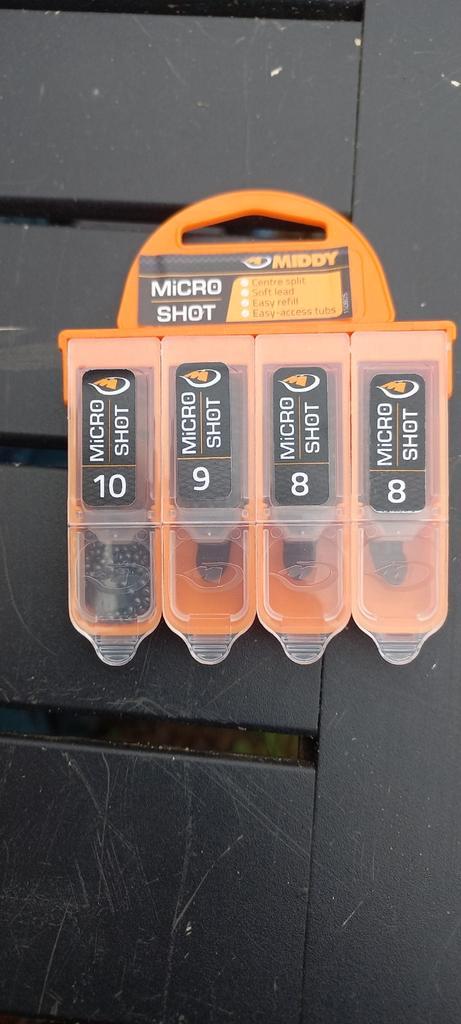 MIDDY
MiCRO
SHOT
Centre split
Soft lead
Easy refill
Easy-access tubs
MiCRO
SHOT
10
MiCRO
SHOT
9
MiCRO
SHOT
8
MiCRO
SHOT
8